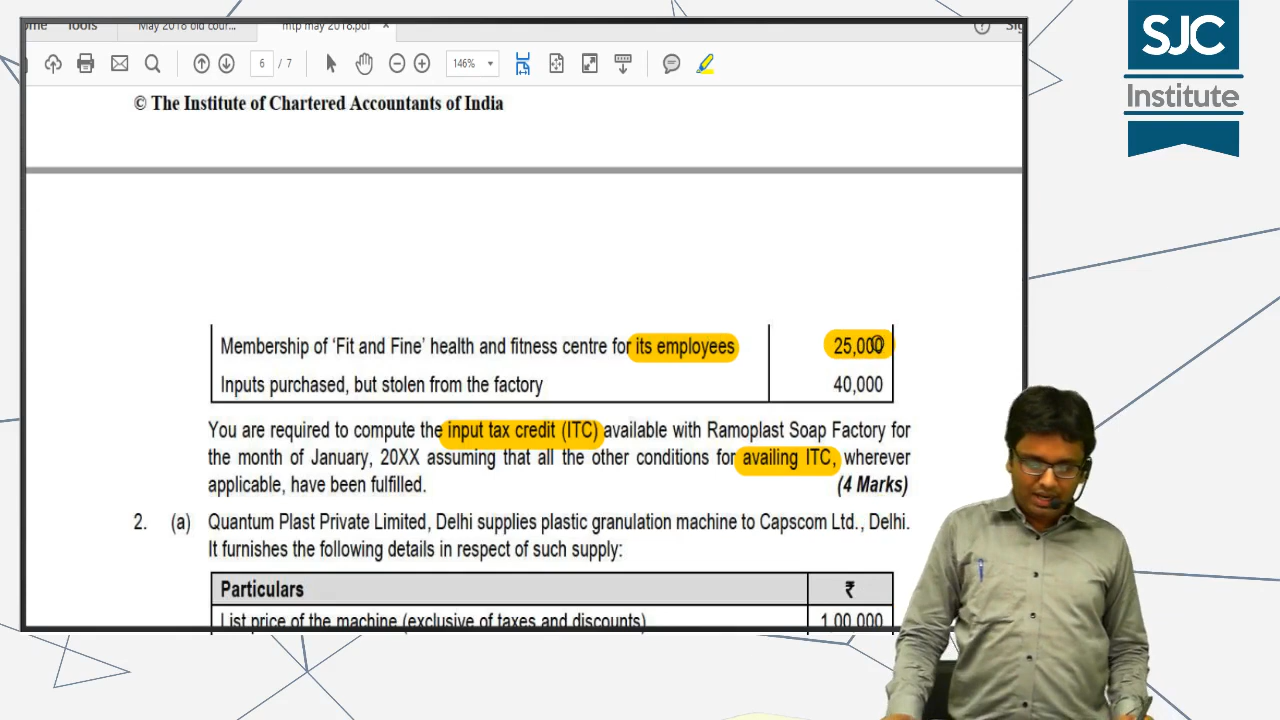 Tools
May 2018 old cour...
mtp may 2018.pdf
×
6 / 7
146%
SJC
Institute
© The Institute of Chartered Accountants of India
Membership of ‘Fit and Fine’ health and fitness centre for its employees 25,000
Inputs purchased, but stolen from the factory 40,000
You are required to compute the input tax credit (ITC) available with Ramoplast Soap Factory for
the month of January, 20XX assuming that all the other conditions for availing ITC, wherever
applicable, have been fulfilled. (4 Marks)
2. (a) Quantum Plast Private Limited, Delhi supplies plastic granulation machine to Capscom Ltd., Delhi.
It furnishes the following details in respect of such supply:
Particulars ₹
List price of the machine (exclusive of taxes and discounts) 1,00,000